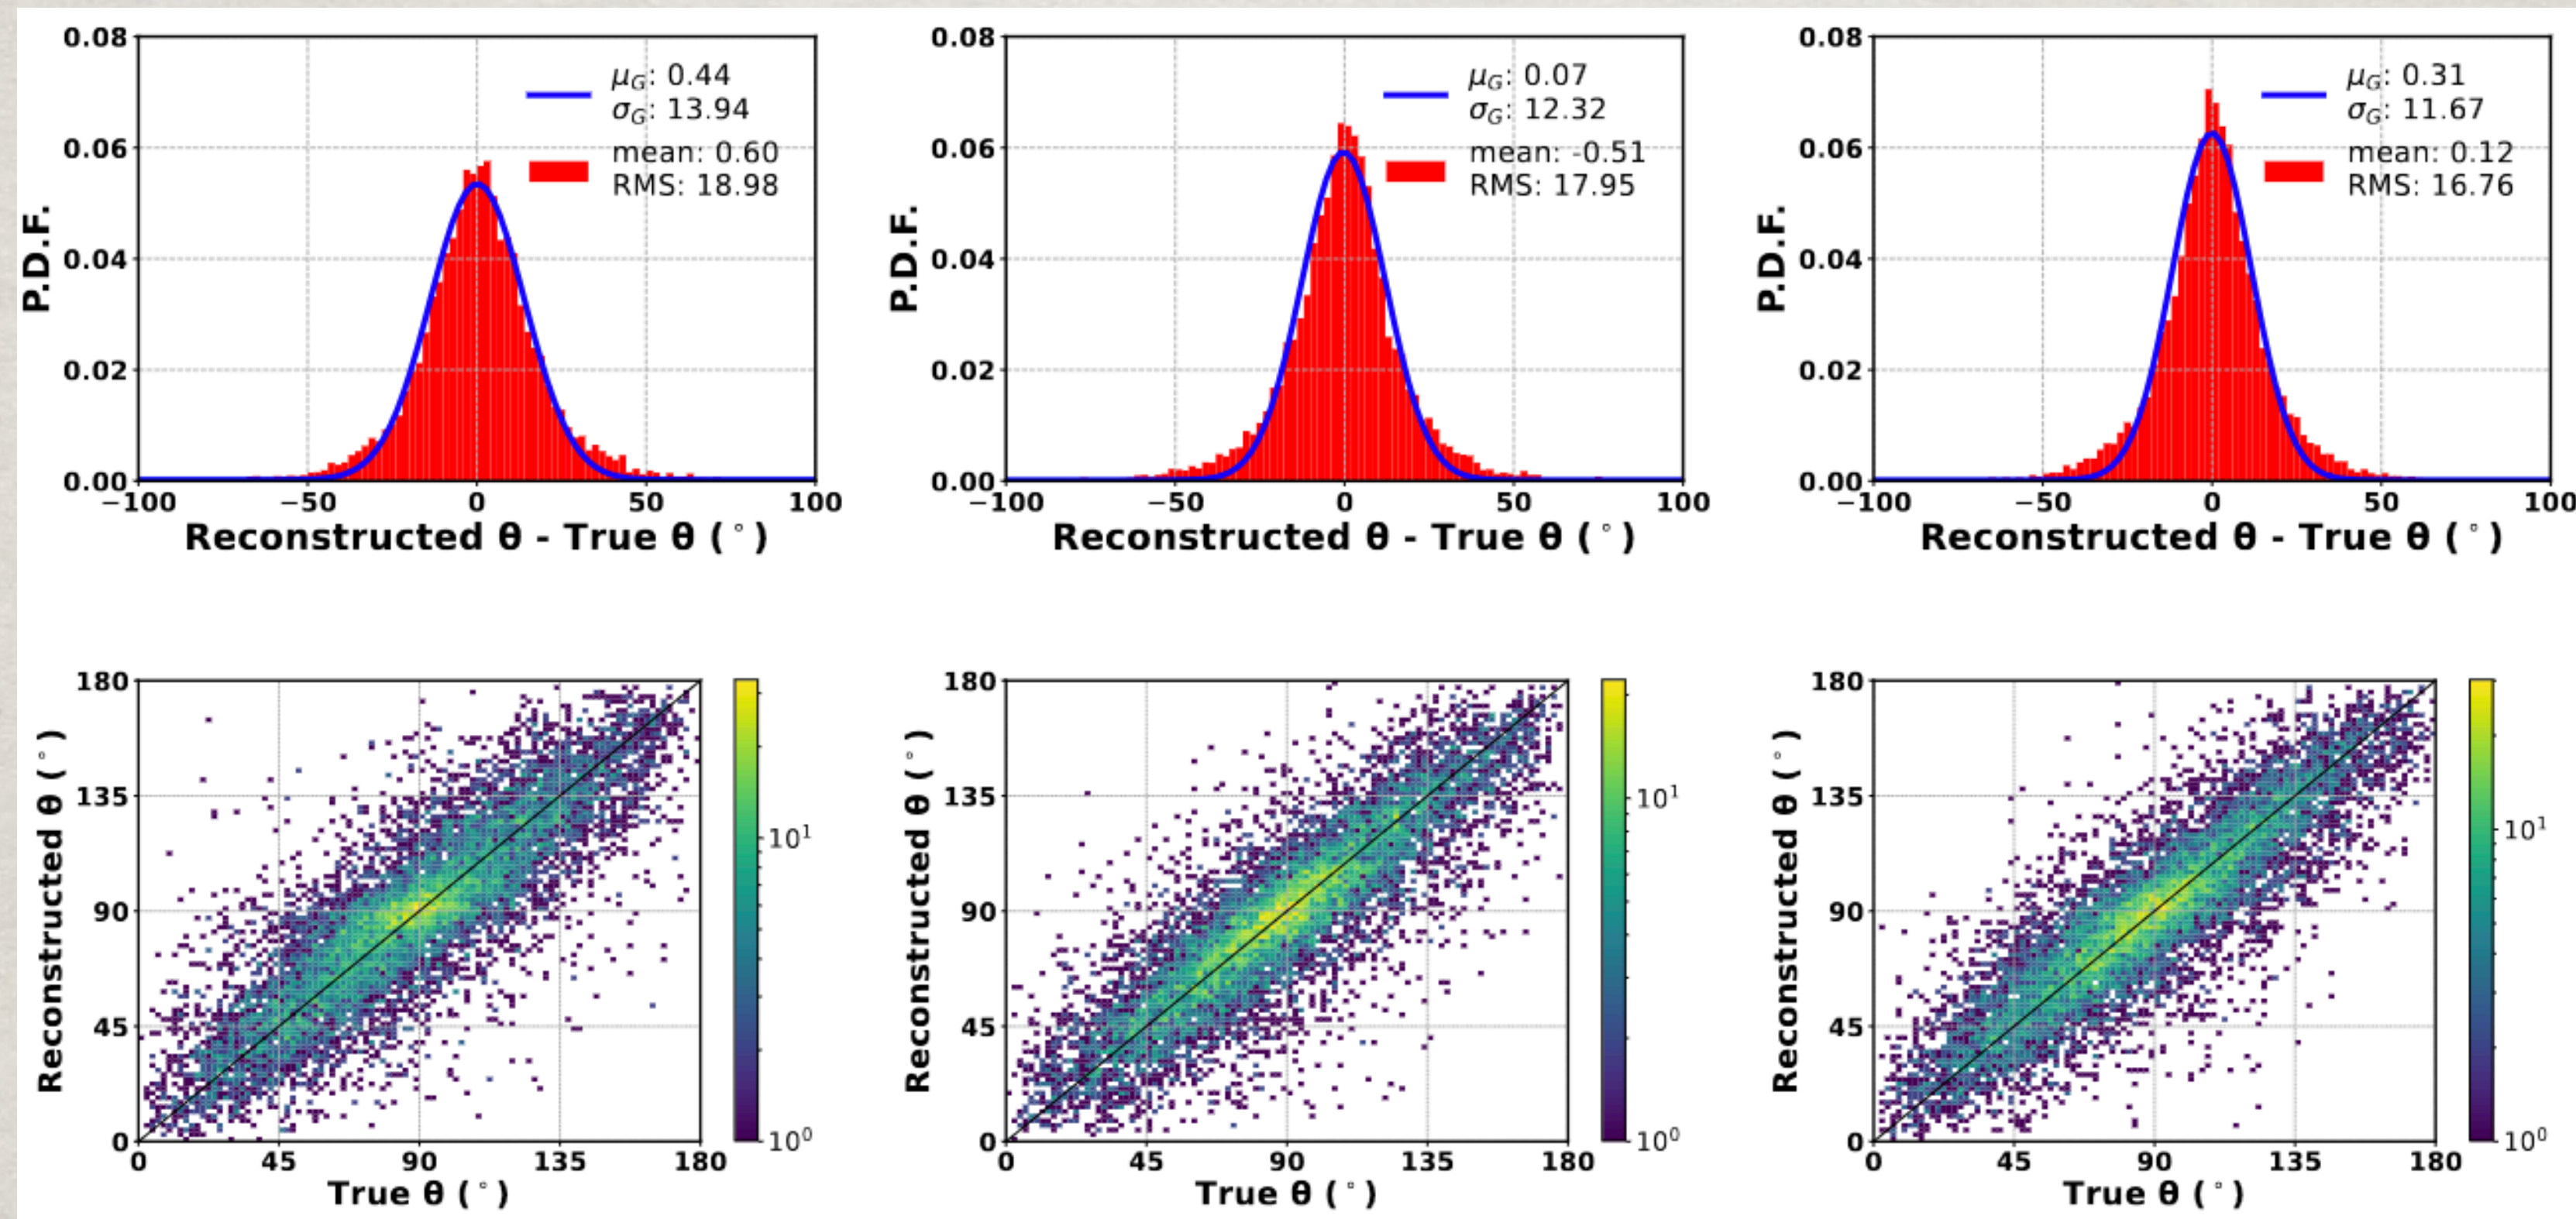 0.08
0.06
0.04
0.02
0.00
P.D.F.
μG: 0.44
σG: 13.94
mean: 0.60
RMS: 18.98
−100 −50 0 50 100
Reconstructed θ - True θ (°)
0.08
0.06
0.04
0.02
0.00
P.D.F.
μG: 0.07
σG: 12.32
mean: -0.51
RMS: 17.95
−100 −50 0 50 100
Reconstructed θ - True θ (°)
0.08
0.06
0.04
0.02
0.00
P.D.F.
μG: 0.31
σG: 11.67
mean: 0.12
RMS: 16.76
−100 −50 0 50 100
Reconstructed θ - True θ (°)
180
135
90
45
0
Reconstructed θ (°)
0 45 90 135 180
True θ (°)
10¹
10⁰
180
135
90
45
0
Reconstructed θ (°)
0 45 90 135 180
True θ (°)
10¹
10⁰
180
135
90
45
0
Reconstructed θ (°)
0 45 90 135 180
True θ (°)
10¹
10⁰